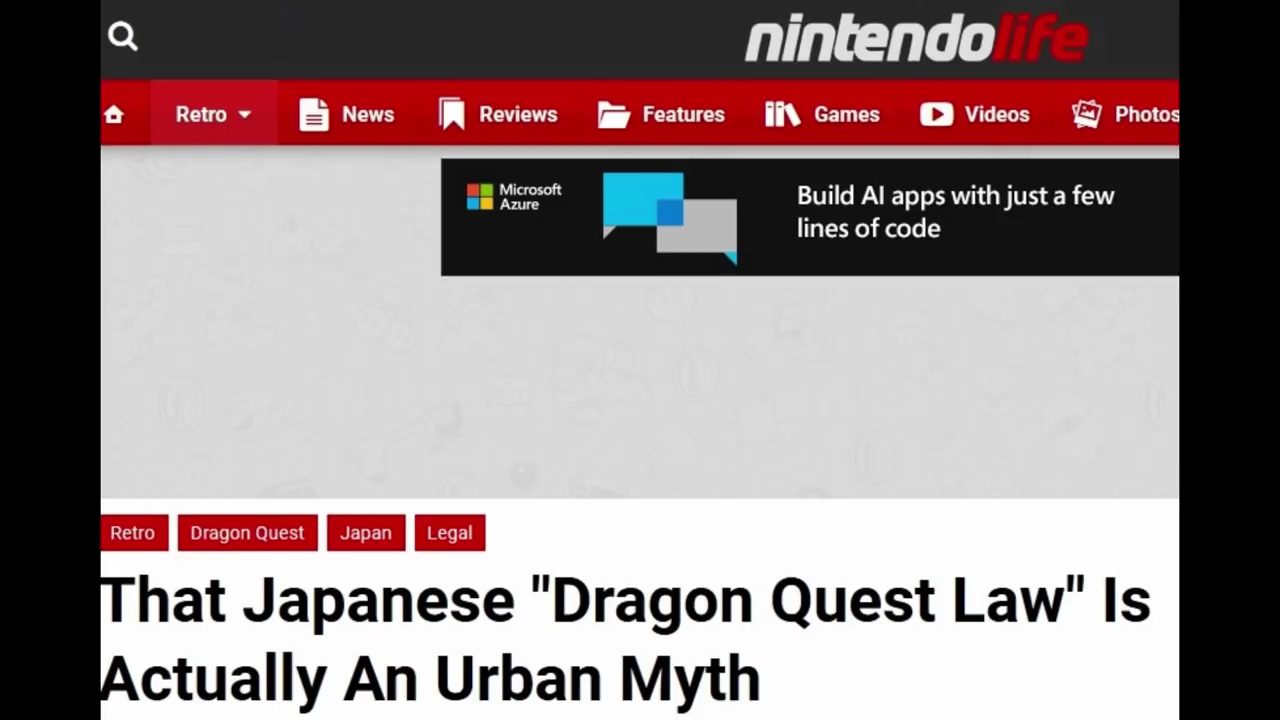 nintendolife
Retro News Reviews Features Games Videos Photos
Microsoft
Azure
Build AI apps with just a few
lines of code
Retro Dragon Quest Japan Legal
That Japanese "Dragon Quest Law" Is
Actually An Urban Myth